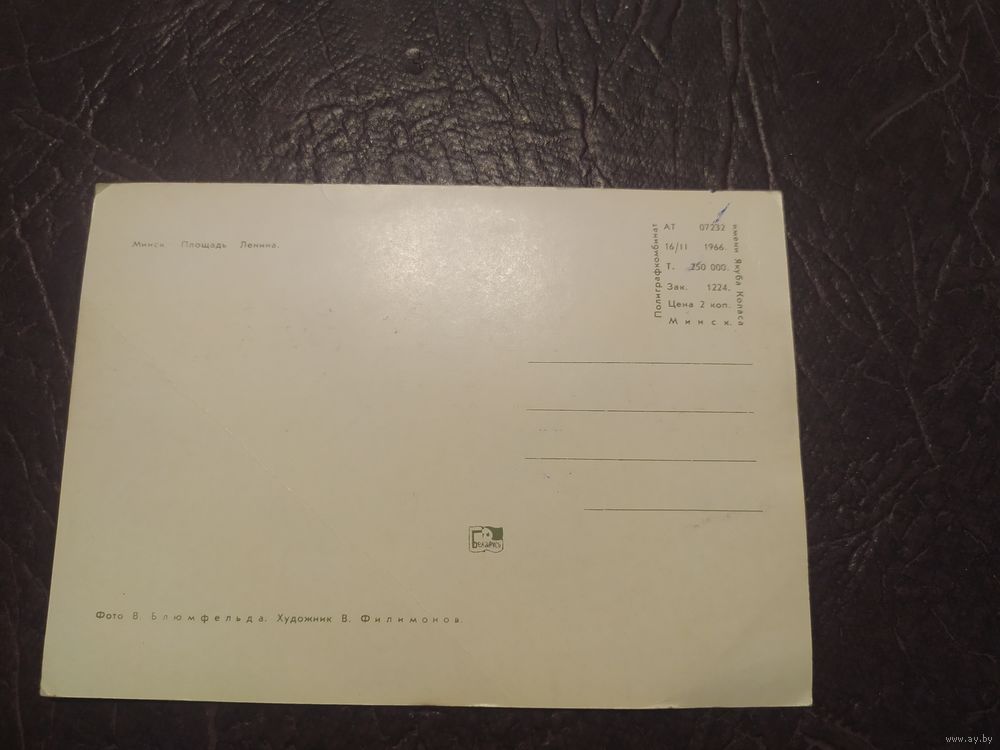 Минск. Площадь Ленина.
Полиграфкомбинат
АТ 07232
16/II 1966.
Т. 250 000.
Зак. 1224.
Цена 2 коп.
Минск.
имени Якуба Коласа
Беларусь
Фото В. Блюмфельда. Художник В. Филимонов.
www.ay.by